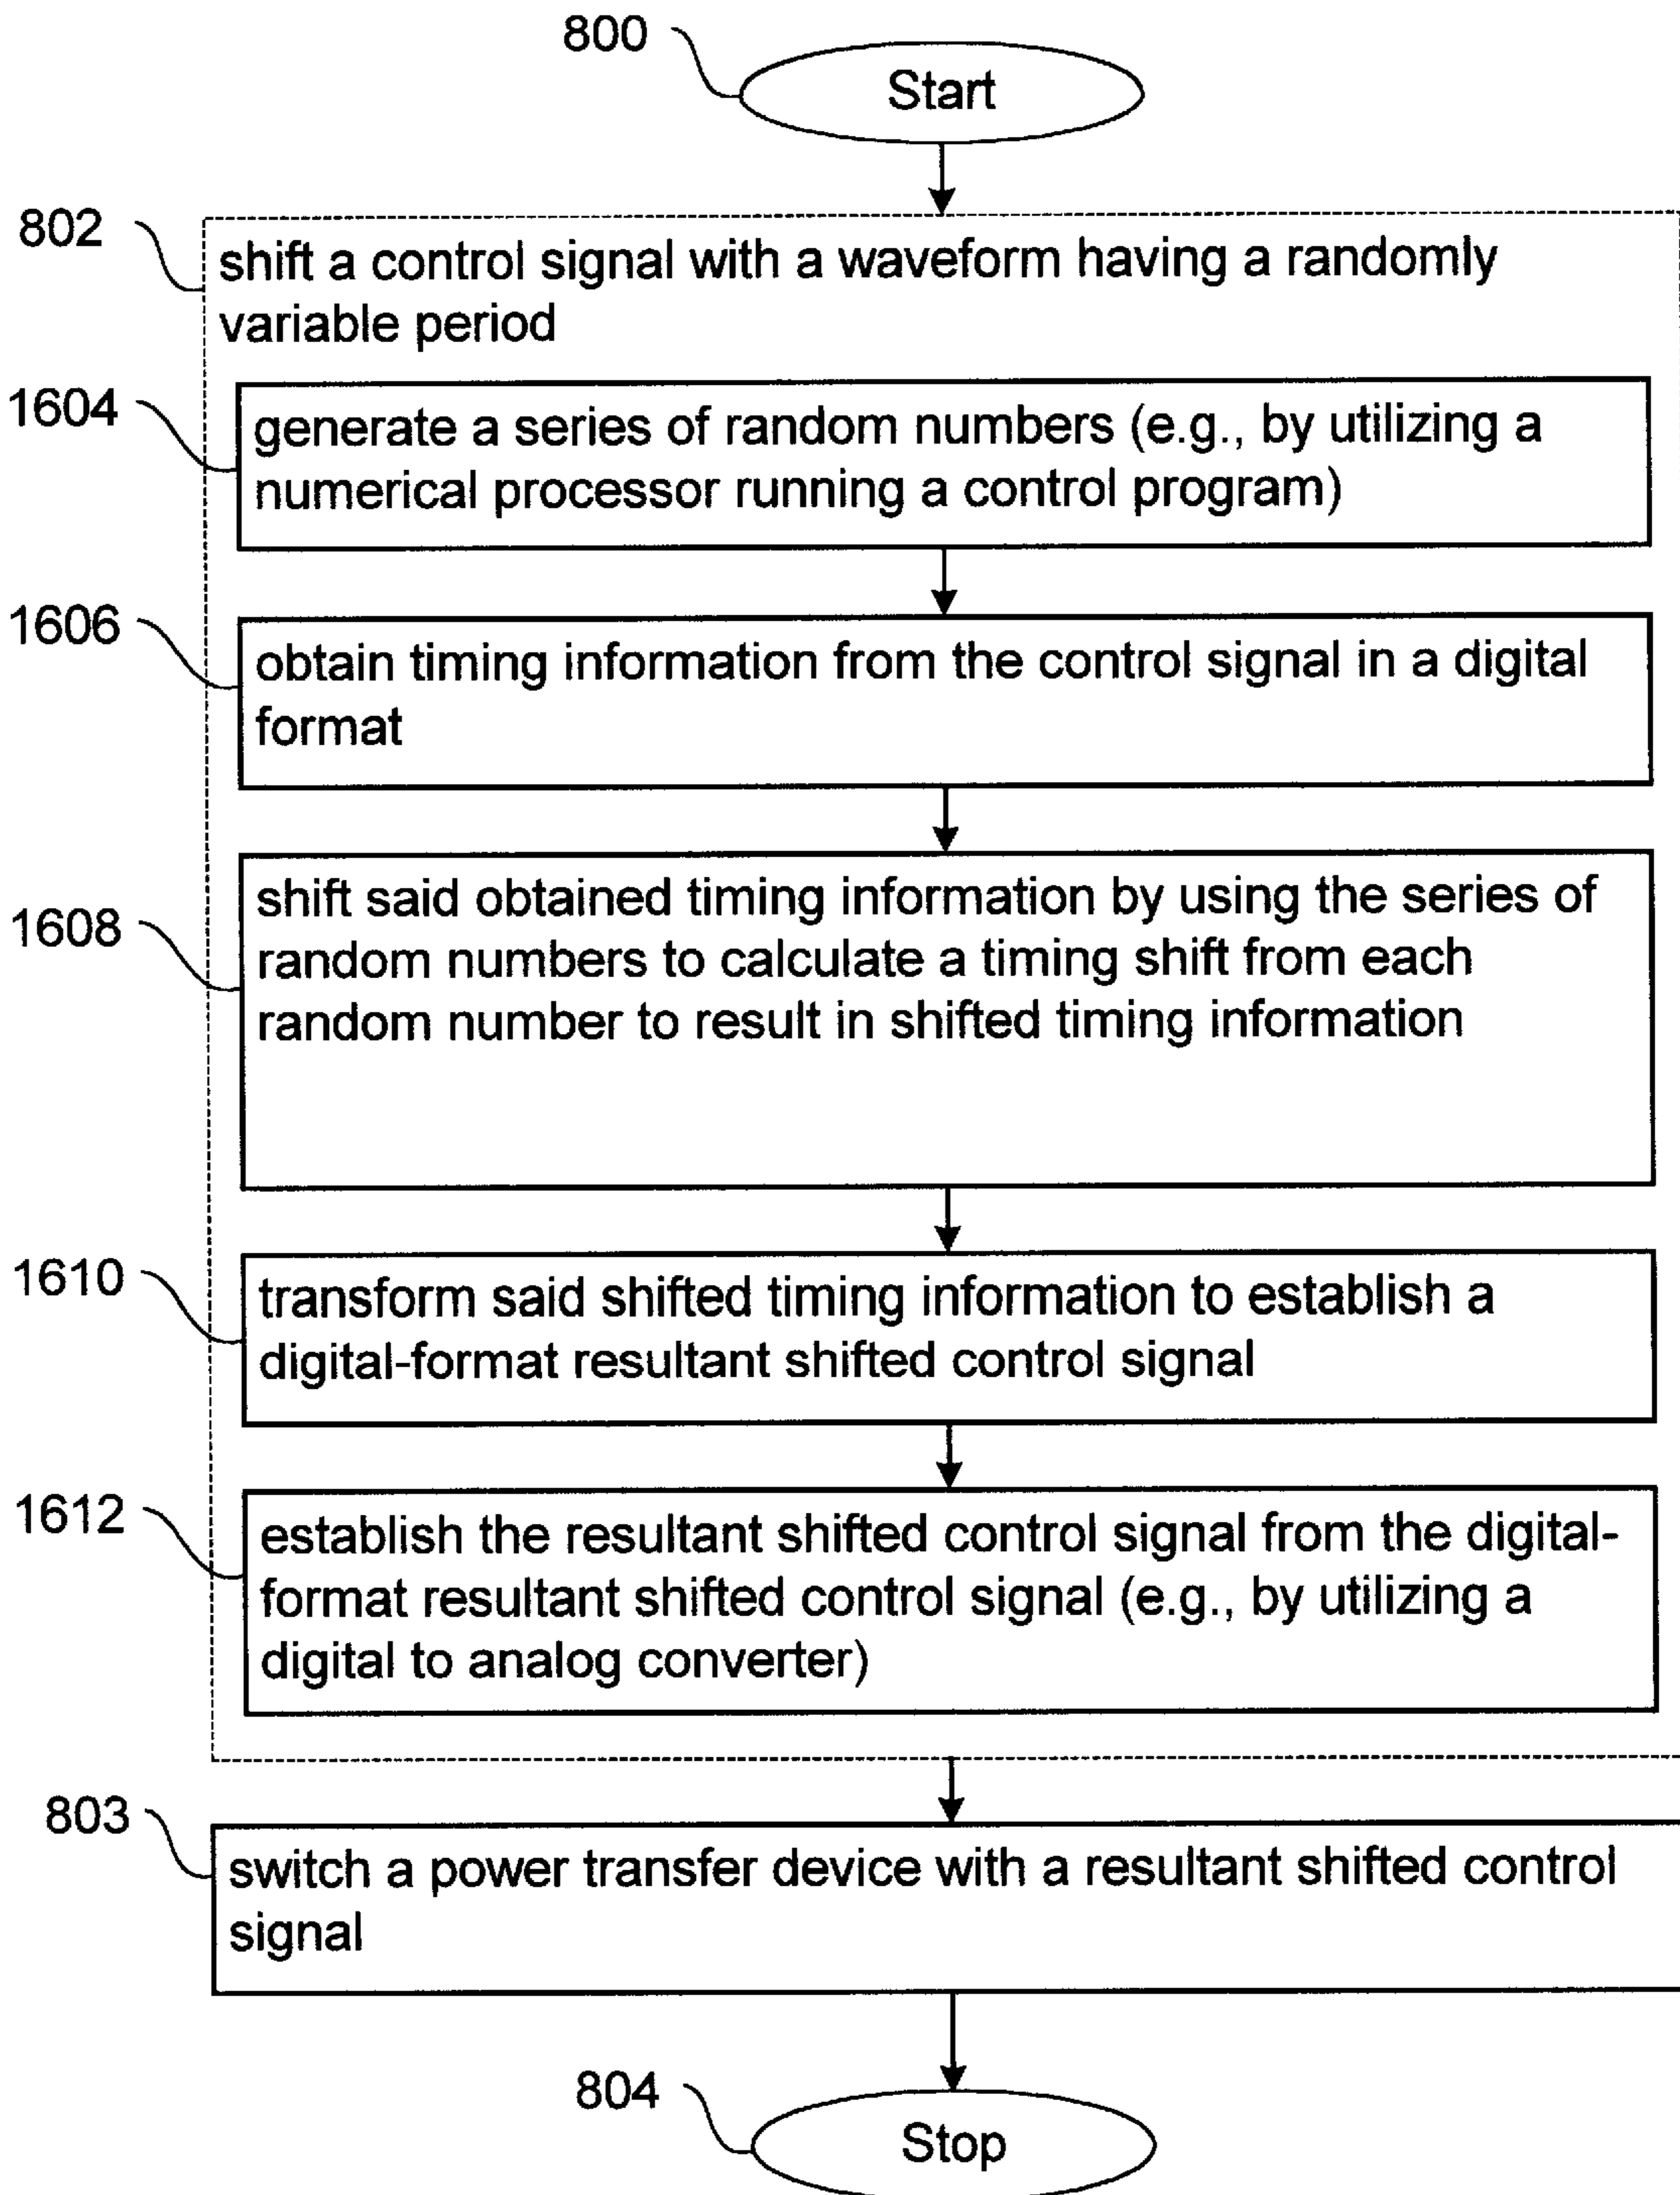 800
Start
802
shift a control signal with a waveform having a randomly
variable period
1604
generate a series of random numbers (e.g., by utilizing a
numerical processor running a control program)
1606
obtain timing information from the control signal in a digital
format
1608
shift said obtained timing information by using the series of
random numbers to calculate a timing shift from each
random number to result in shifted timing information
1610
transform said shifted timing information to establish a
digital-format resultant shifted control signal
1612
establish the resultant shifted control signal from the digital-
format resultant shifted control signal (e.g., by utilizing a
digital to analog converter)
803
switch a power transfer device with a resultant shifted control
signal
804
Stop